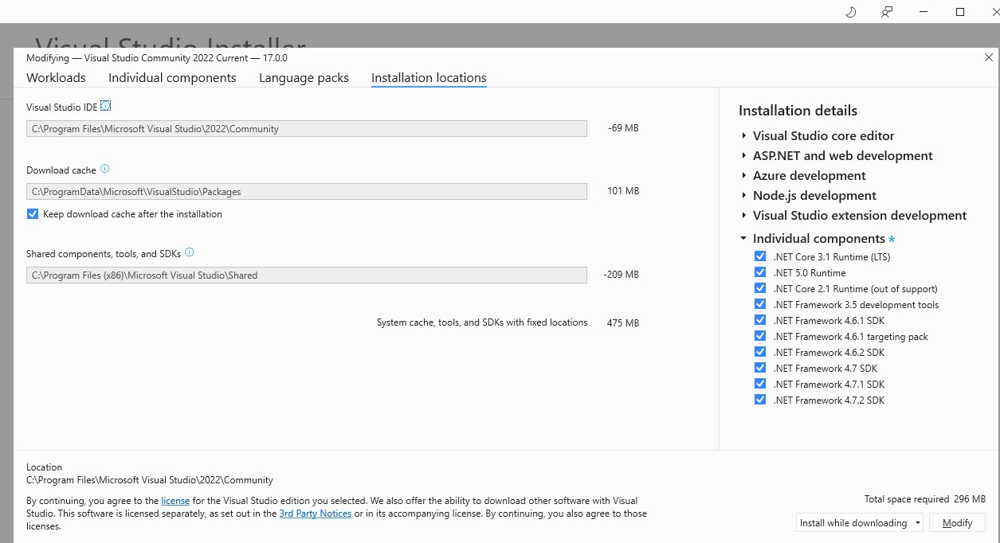 Visual Studio Installer
Modifying — Visual Studio Community 2022 Current — 17.0.0
Workloads Individual components Language packs Installation locations
Visual Studio IDE
C:\Program Files\Microsoft Visual Studio\2022\Community -69 MB
Download cache
C:\ProgramData\Microsoft\VisualStudio\Packages 101 MB
Keep download cache after the installation
Shared components, tools, and SDKs
C:\Program Files (x86)\Microsoft Visual Studio\Shared -209 MB
System cache, tools, and SDKs with fixed locations 475 MB
Installation details
Visual Studio core editor
ASP.NET and web development
Azure development
Node.js development
Visual Studio extension development
Individual components *
.NET Core 3.1 Runtime (LTS)
.NET 5.0 Runtime
.NET Core 2.1 Runtime (out of support)
.NET Framework 3.5 development tools
.NET Framework 4.6.1 SDK
.NET Framework 4.6.1 targeting pack
.NET Framework 4.6.2 SDK
.NET Framework 4.7 SDK
.NET Framework 4.7.1 SDK
.NET Framework 4.7.2 SDK
Location
C:\Program Files\Microsoft Visual Studio\2022\Community
By continuing, you agree to the license for the Visual Studio edition you selected. We also offer the ability to download other software with Visual
Studio. This software is licensed separately, as set out in the 3rd Party Notices or in its accompanying license. By continuing, you also agree to those
licenses.
Total space required 296 MB
Install while downloading Modify